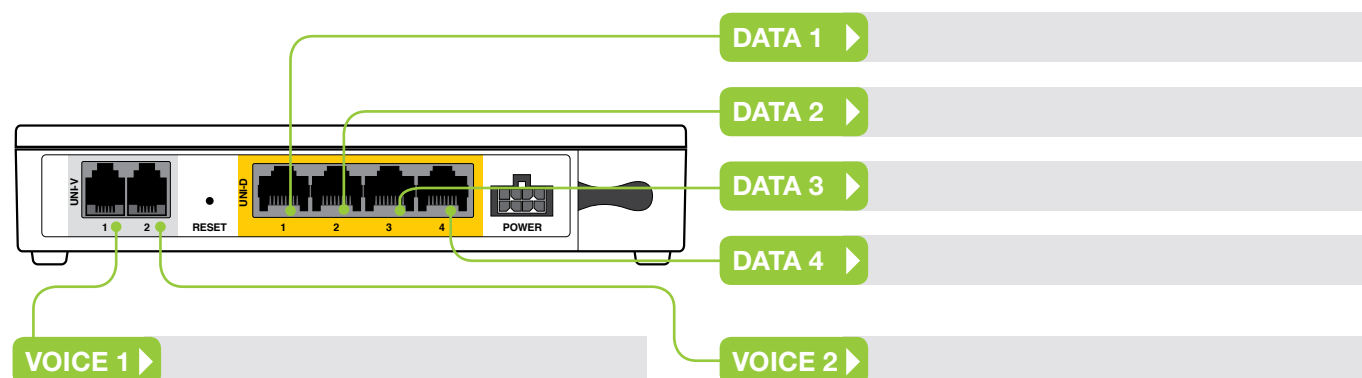 DATA 1
DATA 2
DATA 3
DATA 4
UNI-V
1 2
RESET
UNI-D
1 2 3 4
POWER
VOICE 1
VOICE 2